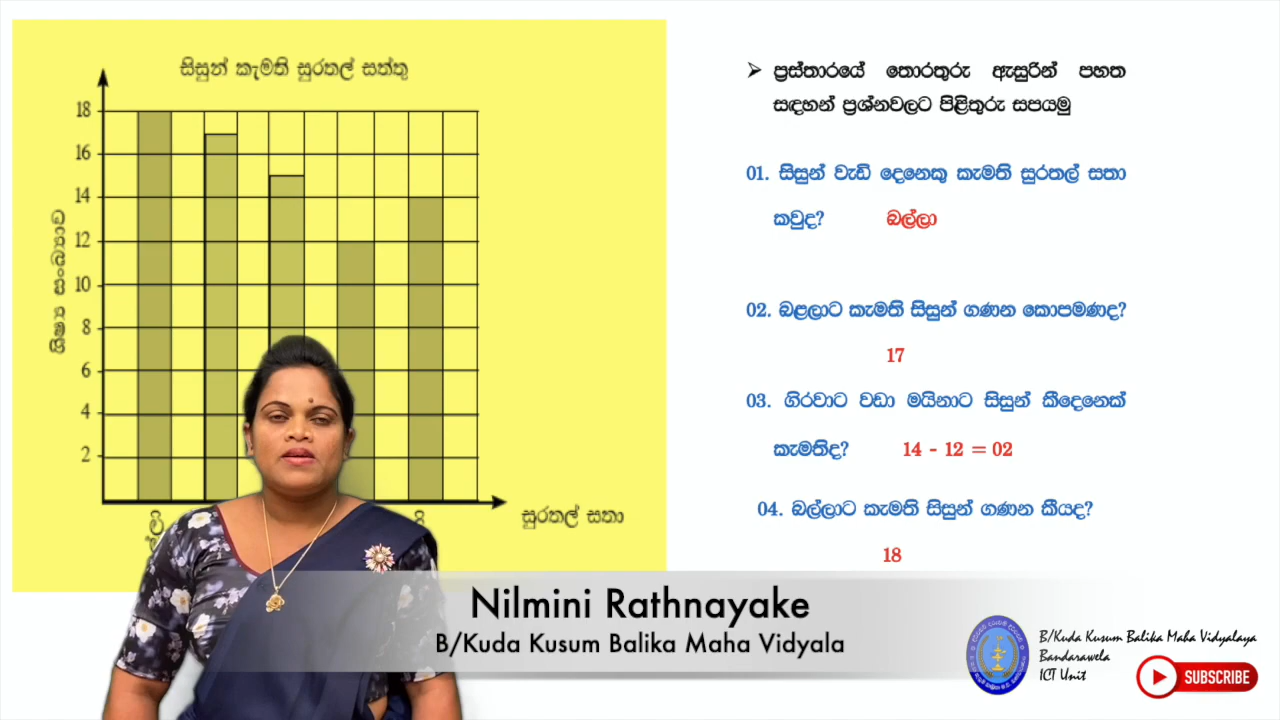 සිසුන් කැමති සුරතල් සත්තු
18
16
14
12
10
8
6
4
2
ශිෂ්‍ය සංඛ්‍යාව
සුරතල් සතා
➢ ප්‍රස්තාරයේ තොරතුරු ඇසුරින් පහත
සඳහන් ප්‍රශ්නවලට පිළිතුරු සපයමු
01. සිසුන් වැඩි දෙනෙකු කැමති සුරතල් සතා
කවුද? බල්ලා
02. බළලාට කැමති සිසුන් ගණන කොපමණද?
17
03. ගිරවාට වඩා මයිනාට සිසුන් කීදෙනෙක්
කැමතිද? 14 - 12 = 02
04. බල්ලාට කැමති සිසුන් ගණන කීයද?
18
Nilmini Rathnayake
B/Kuda Kusum Balika Maha Vidyala
B/Kuda Kusum Balika Maha Vidyalaya
Bandarawela
ICT Unit
SUBSCRIBE